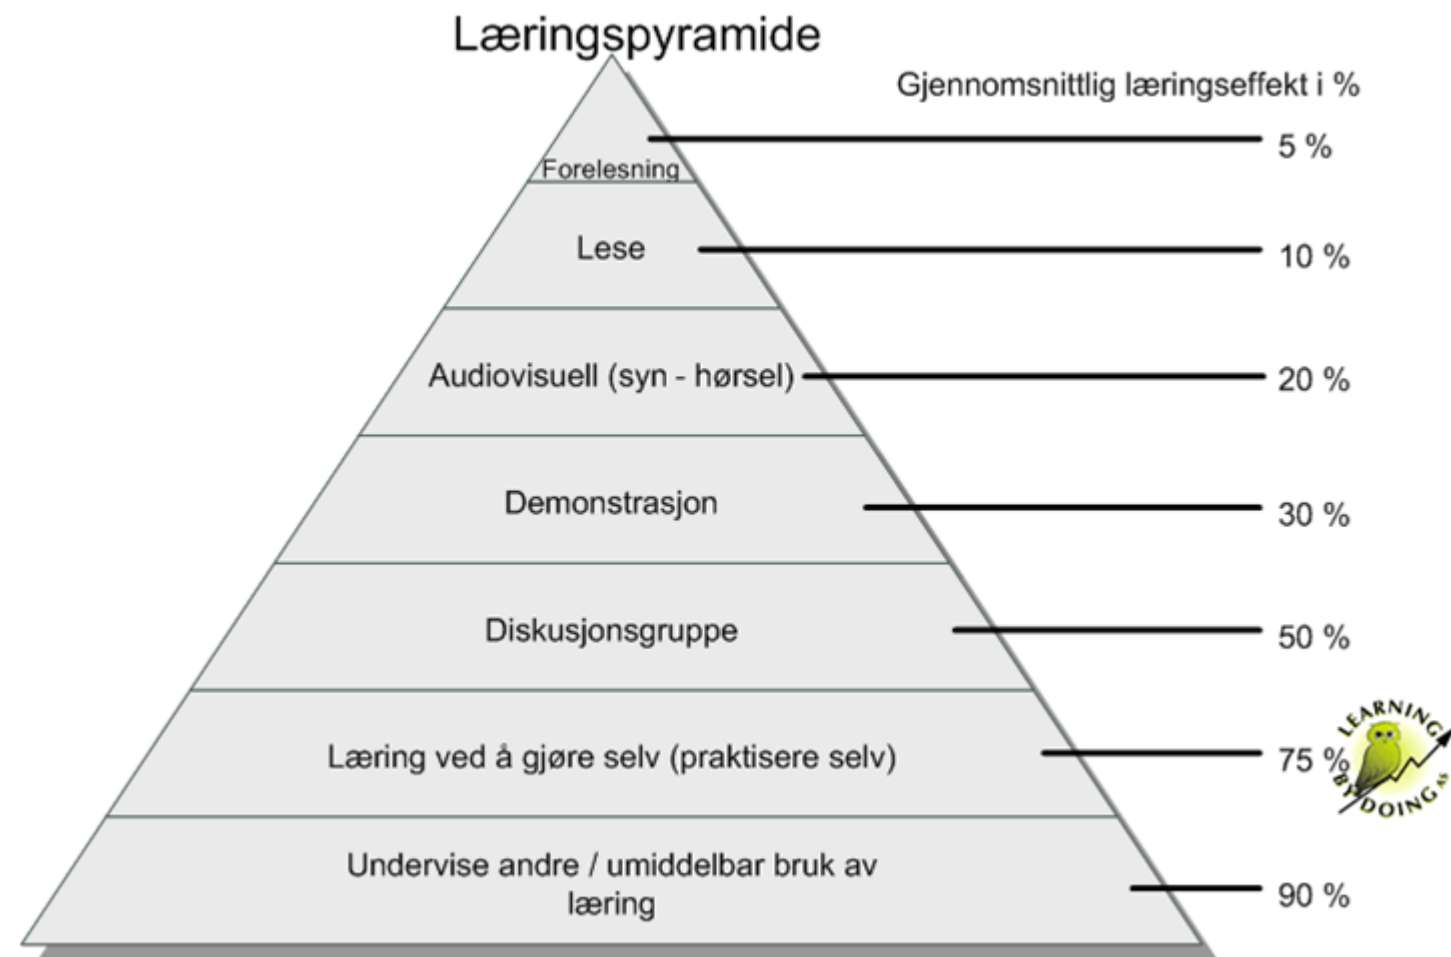 Læringspyramide
Gjennomsnittlig læringseffekt i %
Forelesning
5 %
Lese
10 %
Audiovisuell (syn - hørsel)
20 %
Demonstrasjon
30 %
Diskusjonsgruppe
50 %
Læring ved å gjøre selv (praktisere selv)
75 %
LEARNING
BY DOING AS
Undervise andre / umiddelbar bruk av
læring
90 %